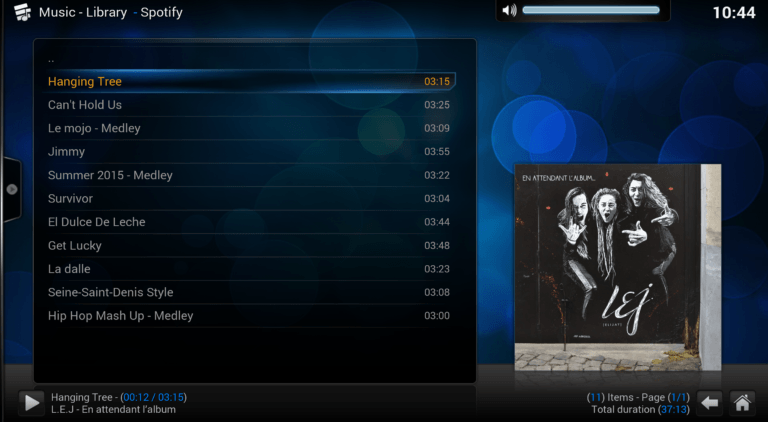 Music - Library - Spotify
10:44
..
Hanging Tree 03:15
Can't Hold Us 03:25
Le mojo - Medley 03:09
Jimmy 03:55
Summer 2015 - Medley 03:22
Survivor 03:04
El Dulce De Leche 03:44
Get Lucky 03:48
La dalle 03:23
Seine-Saint-Denis Style 03:08
Hip Hop Mash Up - Medley 03:00
EN ATTENDANT L'ALBUM...
LEJ
Hanging Tree - (00:12 / 03:15)
L.E.J - En attendant l'album
(11) Items - Page (1/1)
Total duration (37:13)